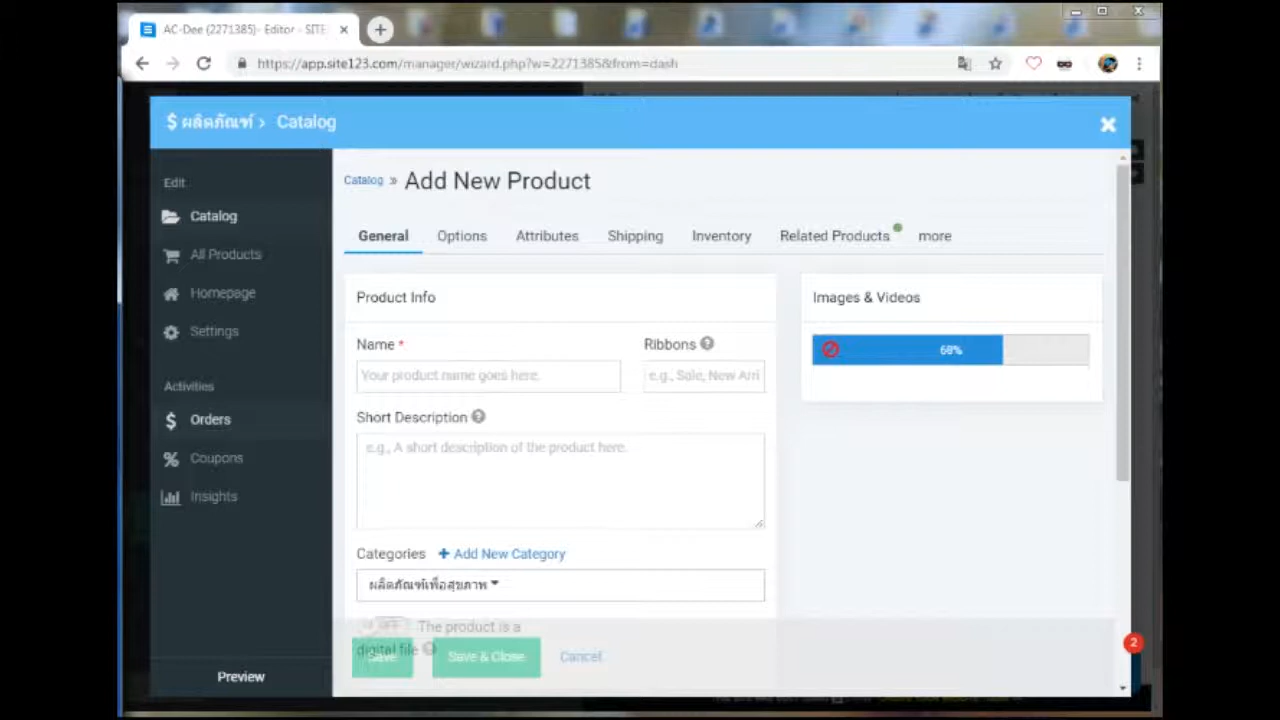 AC-Dee (2271385)- Editor - SITE
https://app.site123.com/manager/wizard.php?w=2271385&from=dash
$ ผลิตภัณฑ์ › Catalog
Edit
Catalog
All Products
Homepage
Settings
Activities
Orders
Coupons
Insights
Preview
Catalog » Add New Product
General Options Attributes Shipping Inventory Related Products more
Product Info
Name *
Ribbons
Your product name goes here.
e.g., Sale, New Arri
Short Description
e.g., A short description of the product here.
Categories + Add New Category
ผลิตภัณฑ์เพื่อสุขภาพ
OFF The product is a
digital file
Save Save & Close Cancel
Images & Videos
68%
2